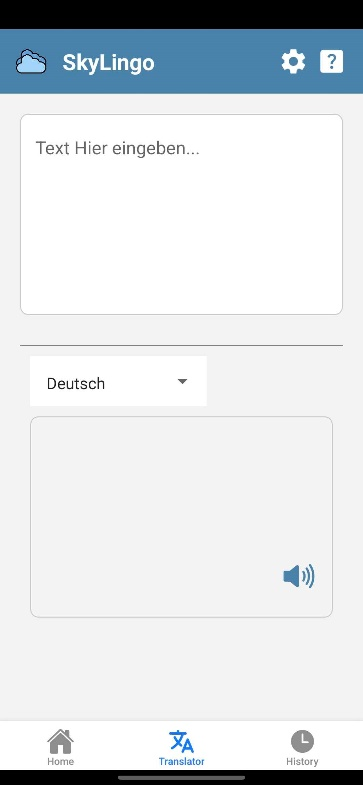 SkyLingo
?
Text Hier eingeben...
Deutsch
Home
Translator
History